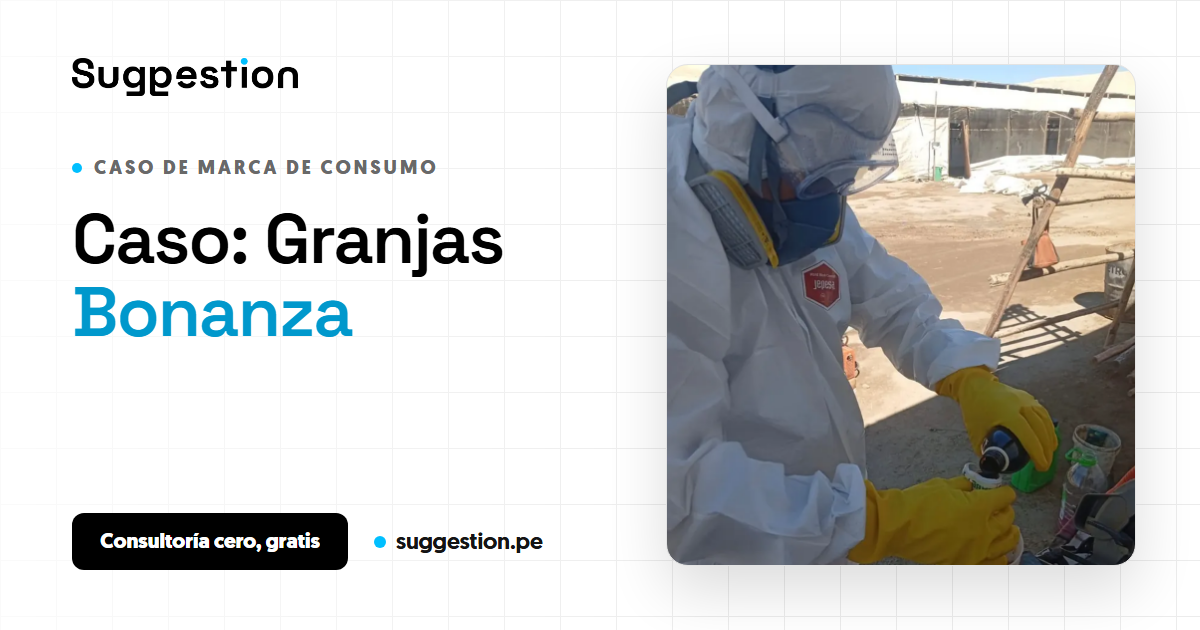 Suggestion
CASO DE MARCA DE CONSUMO
Caso: Granjas
Bonanza
Consultoría cero, gratis
suggestion.pe